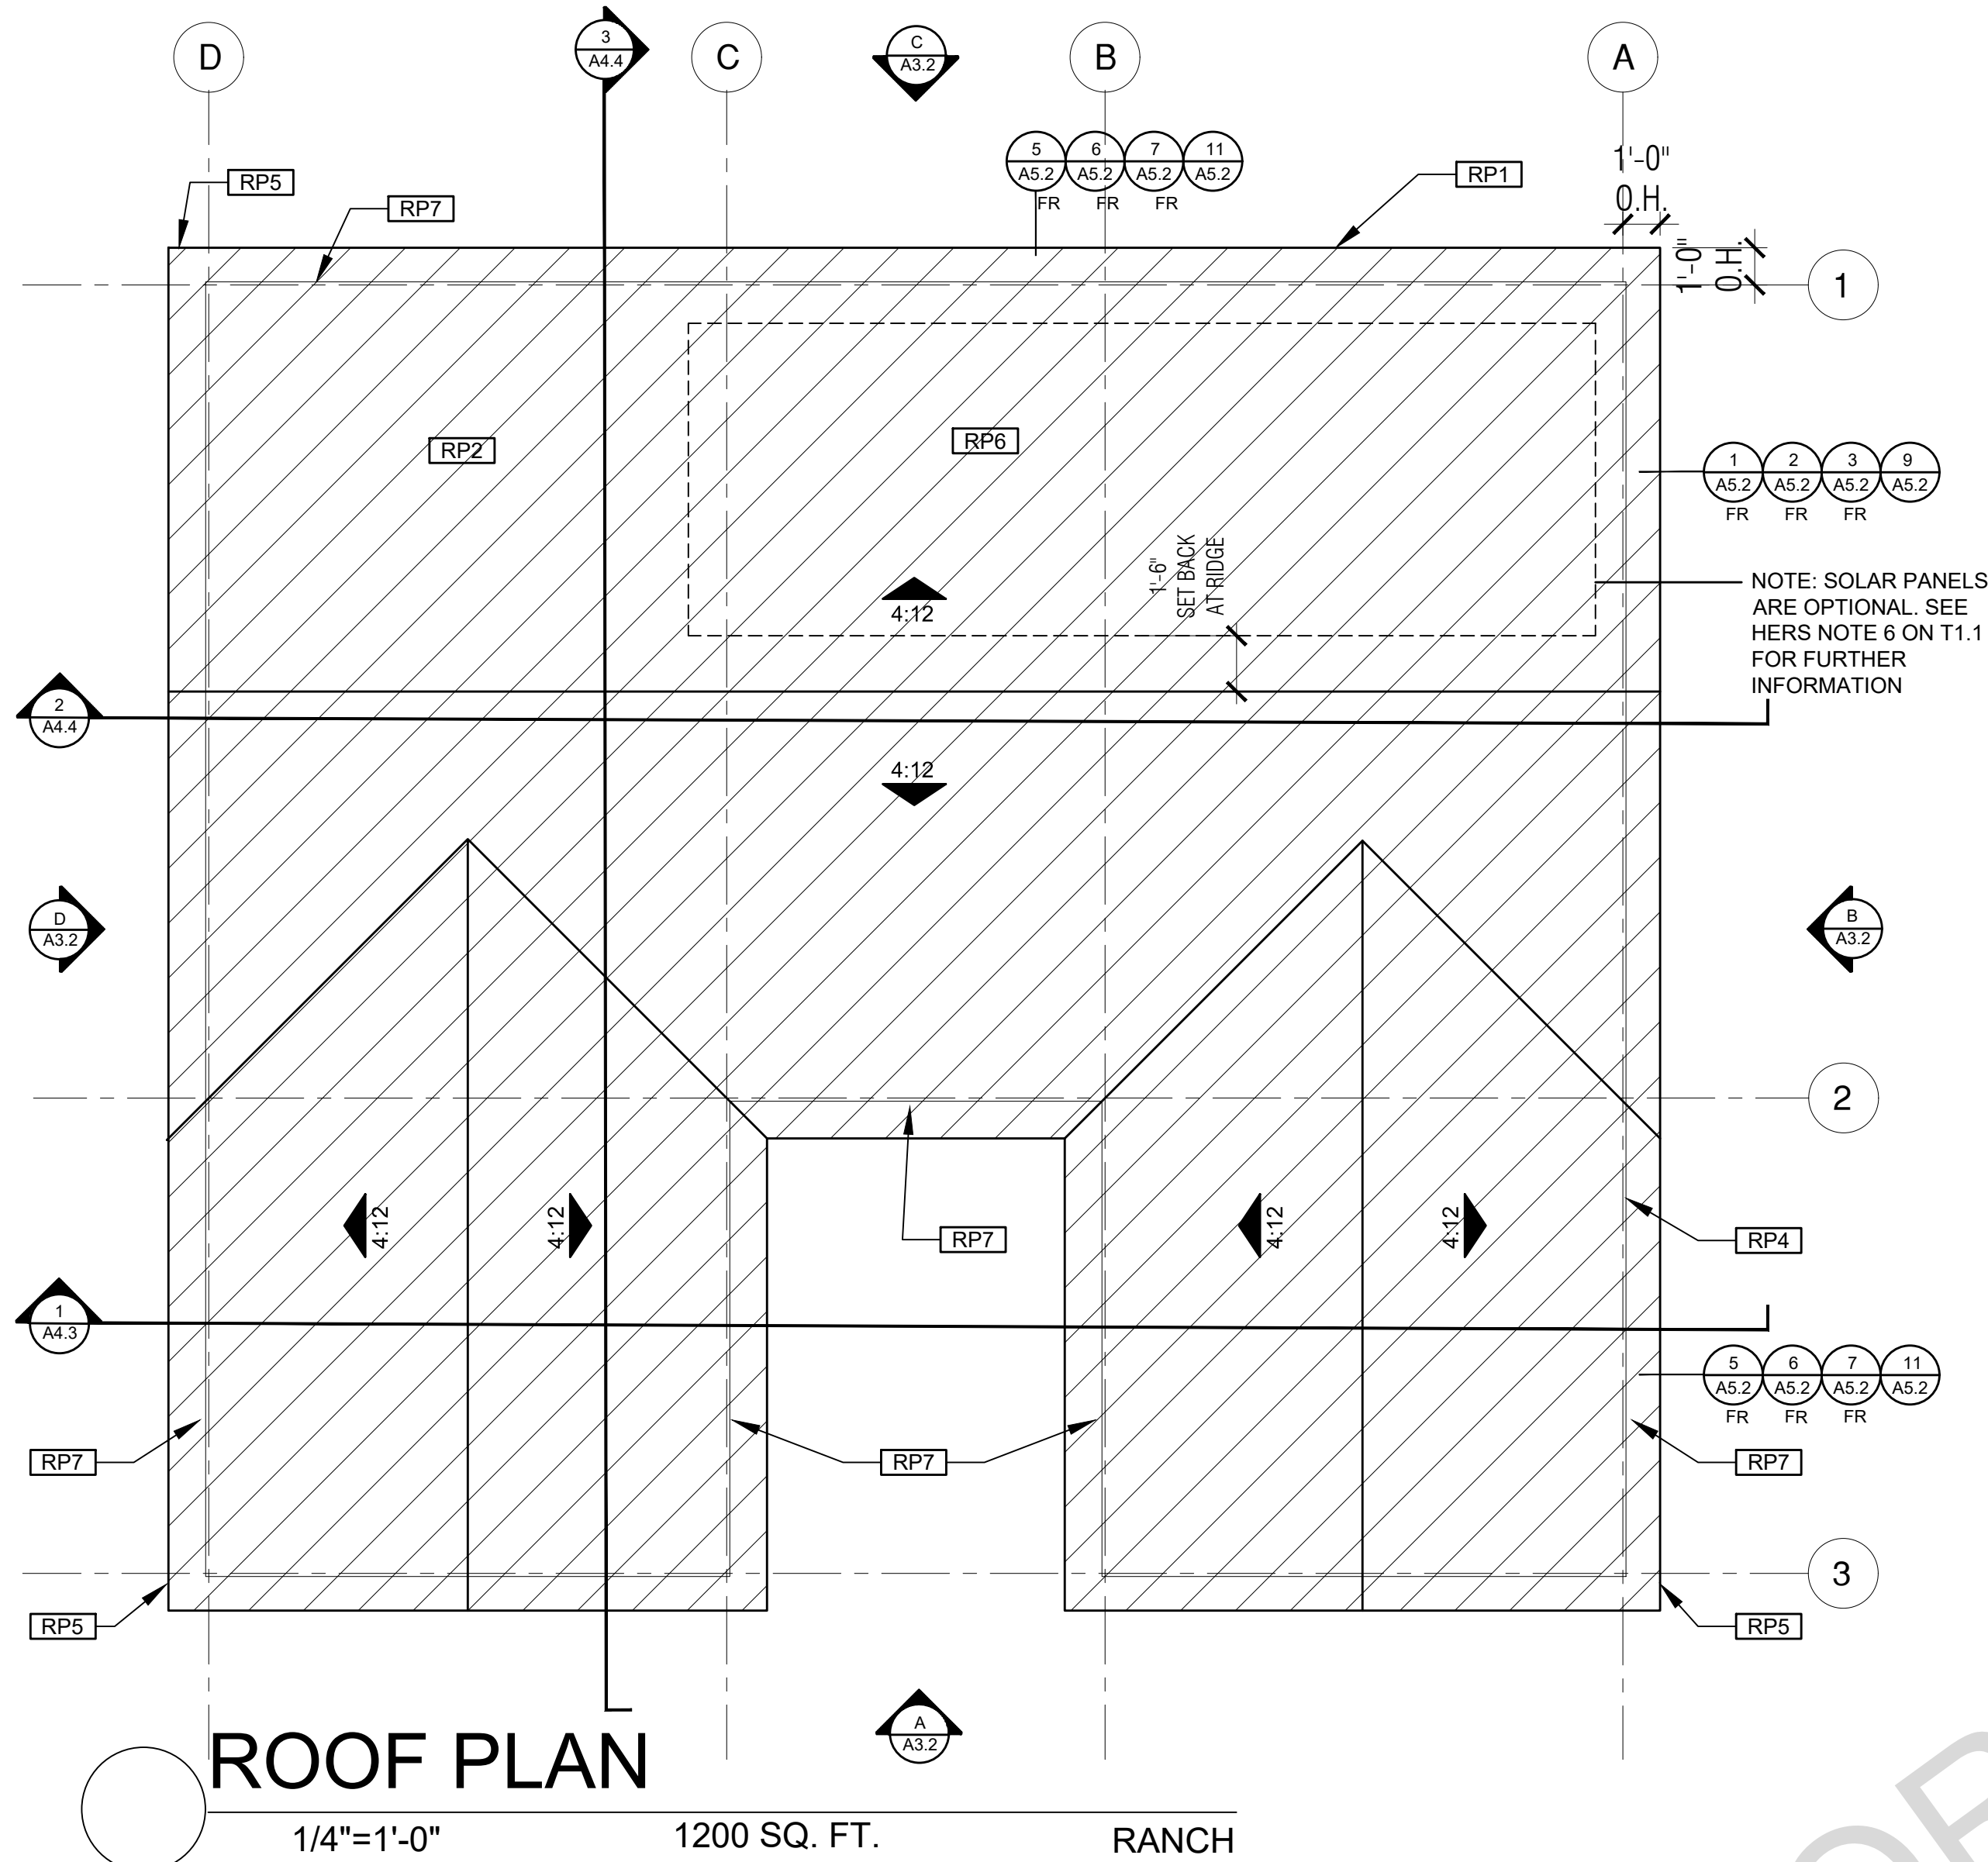 D
3
A4.4
C
C
A3.2
B
A
5
A5.2
FR
6
A5.2
FR
7
A5.2
FR
11
A5.2
1'-0"
O.H.
RP5
RP7
RP1
1'-0"
O.H.
1
RP2
RP6
1
A5.2
FR
2
A5.2
FR
3
A5.2
FR
9
A5.2
1'-6"
SET BACK
AT RIDGE
4:12
NOTE: SOLAR PANELS
ARE OPTIONAL. SEE
HERS NOTE 6 ON T1.1
FOR FURTHER
INFORMATION
2
A4.4
4:12
D
A3.2
B
A3.2
2
4:12
4:12
RP7
4:12
4:12
RP4
1
A4.3
5
A5.2
FR
6
A5.2
FR
7
A5.2
FR
11
A5.2
RP7
RP7
RP7
3
RP5
RP5
A
A3.2
ROOF PLAN
1/4"=1'-0"
1200 SQ. FT.
RANCH